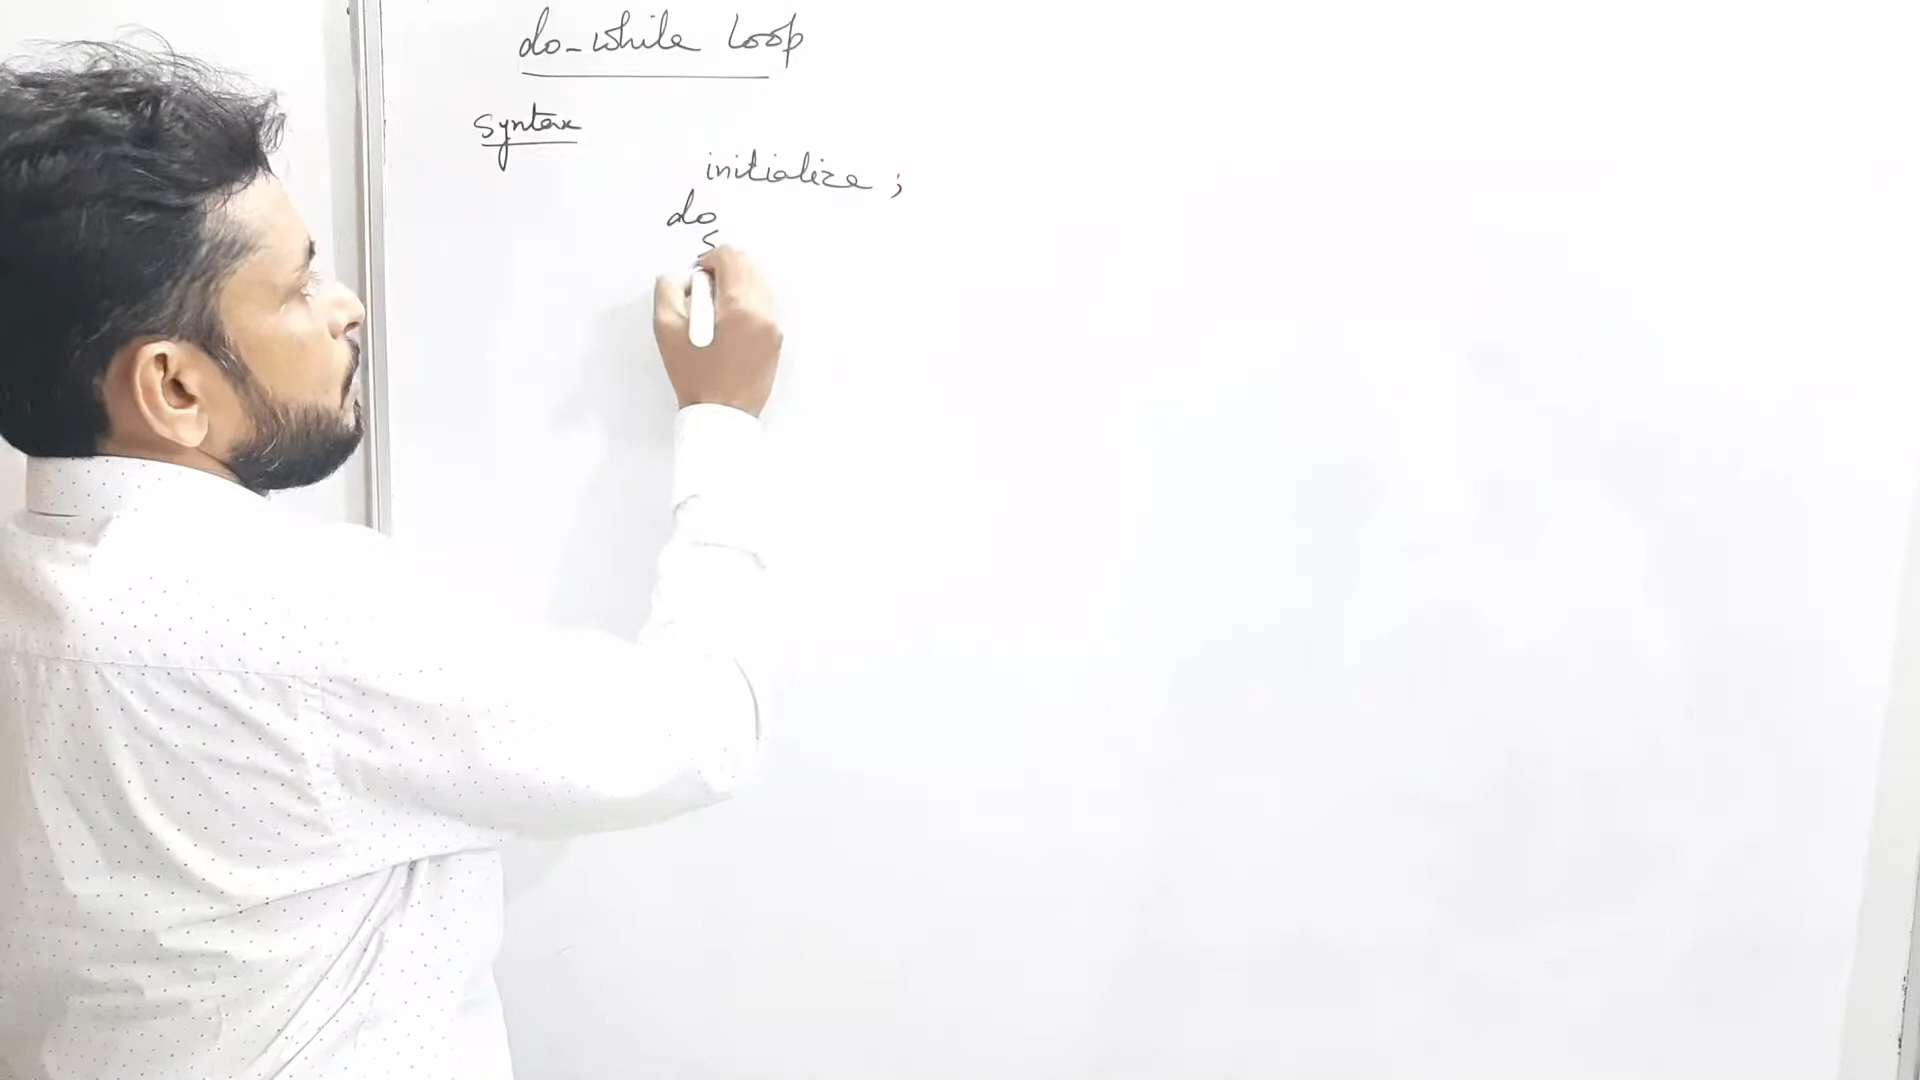 do-while Loop
Syntax
initialize ;
do